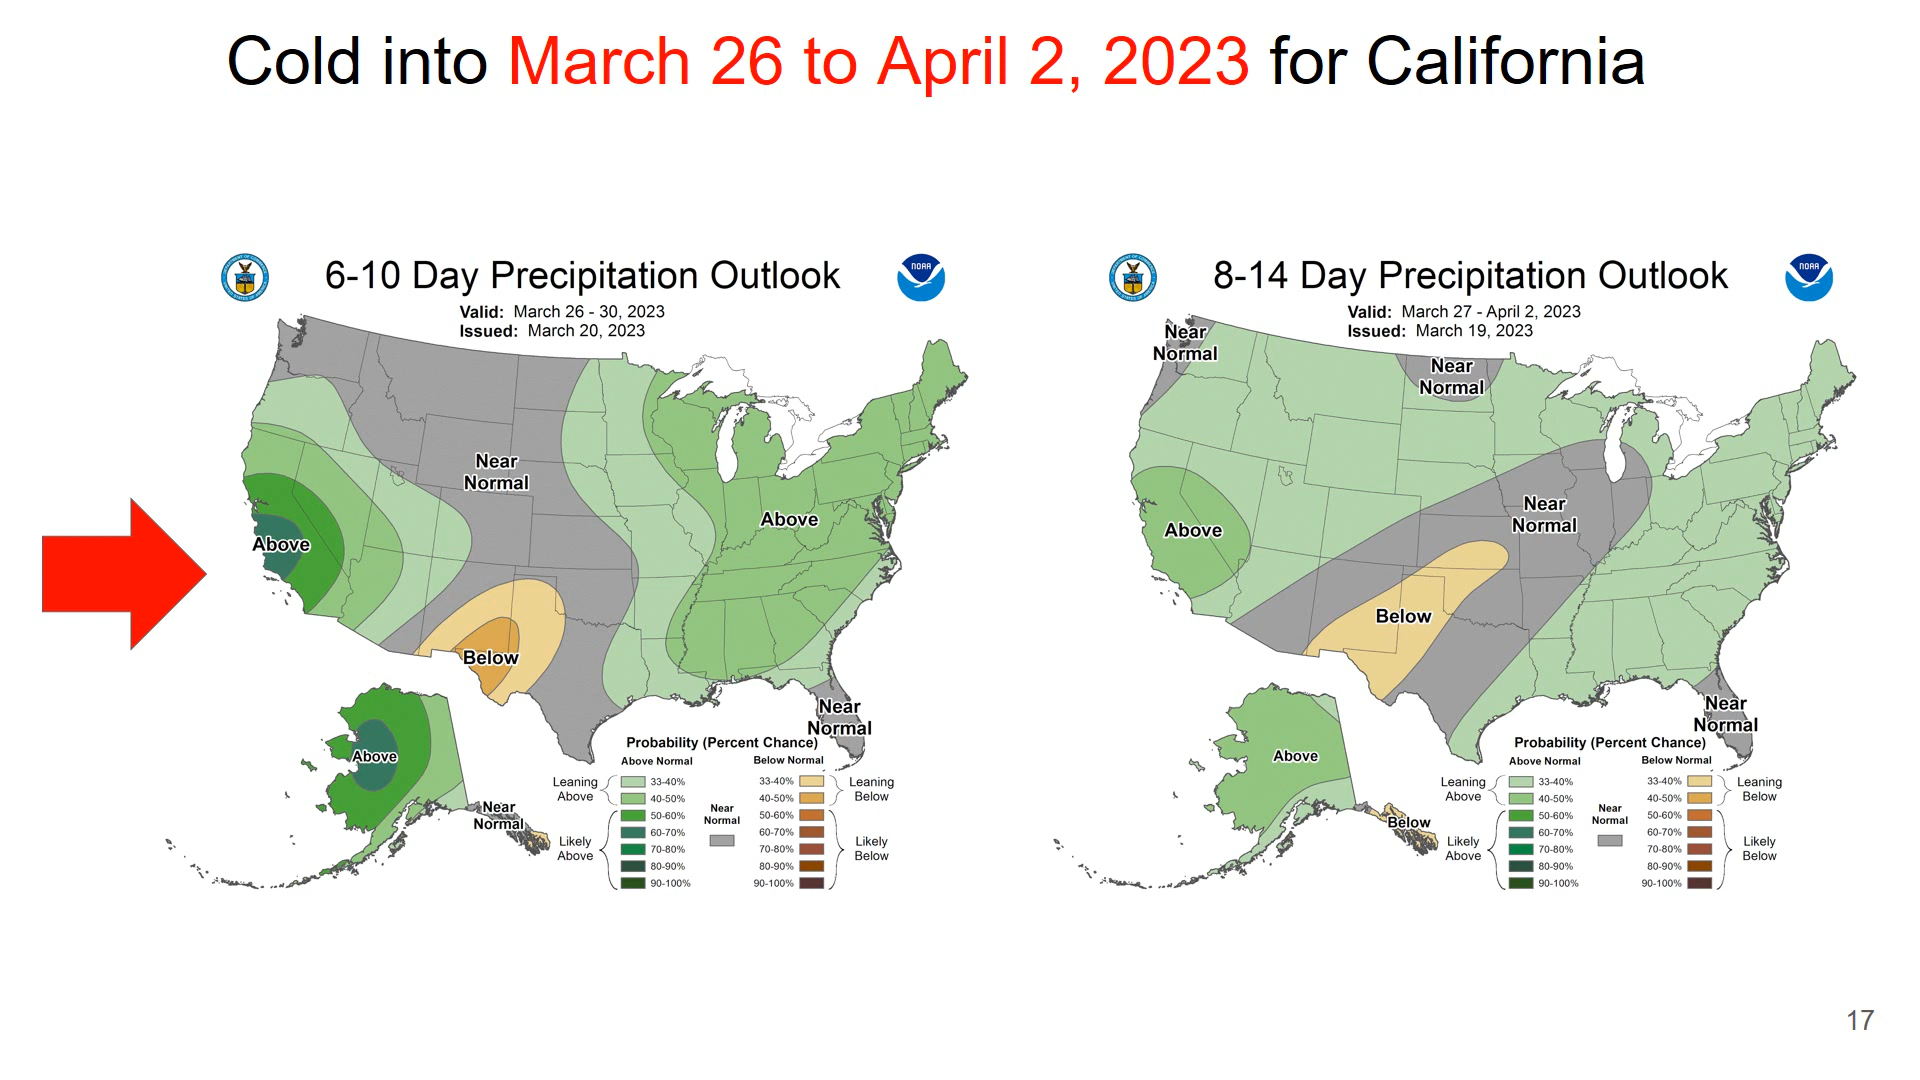 Cold into March 26 to April 2, 2023 for California
6-10 Day Precipitation Outlook
Valid: March 26 - 30, 2023
Issued: March 20, 2023
NOAA
Near
Normal
Above
Above
Below
Above
Near
Normal
Near
Normal
Probability (Percent Chance)
Above Normal
Below Normal
Leaning
Above
33-40%
40-50%
Likely
Above
50-60%
60-70%
70-80%
80-90%
90-100%
Near
Normal
33-40%
40-50%
50-60%
60-70%
70-80%
80-90%
90-100%
Leaning
Below
Likely
Below
8-14 Day Precipitation Outlook
Valid: March 27 - April 2, 2023
Issued: March 19, 2023
NOAA
Near
Normal
Near
Normal
Above
Near
Normal
Below
Near
Normal
Above
Below
Probability (Percent Chance)
Above Normal
Below Normal
Leaning
Above
33-40%
40-50%
Likely
Above
50-60%
60-70%
70-80%
80-90%
90-100%
Near
Normal
33-40%
40-50%
50-60%
60-70%
70-80%
80-90%
90-100%
Leaning
Below
Likely
Below
17